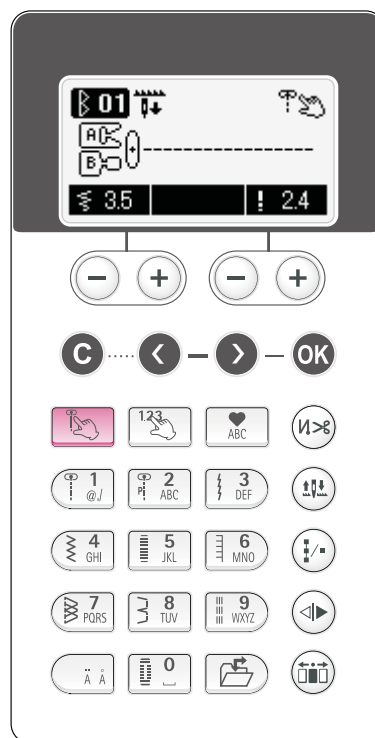 01
A
B
3.5 2.4
− + − +
C OK
123 ABC
1 @./ 2 ABC 3 DEF
4 GHI 5 JKL 6 MNO
7 PQRS 8 TUV 9 WXYZ
Ä Å 0